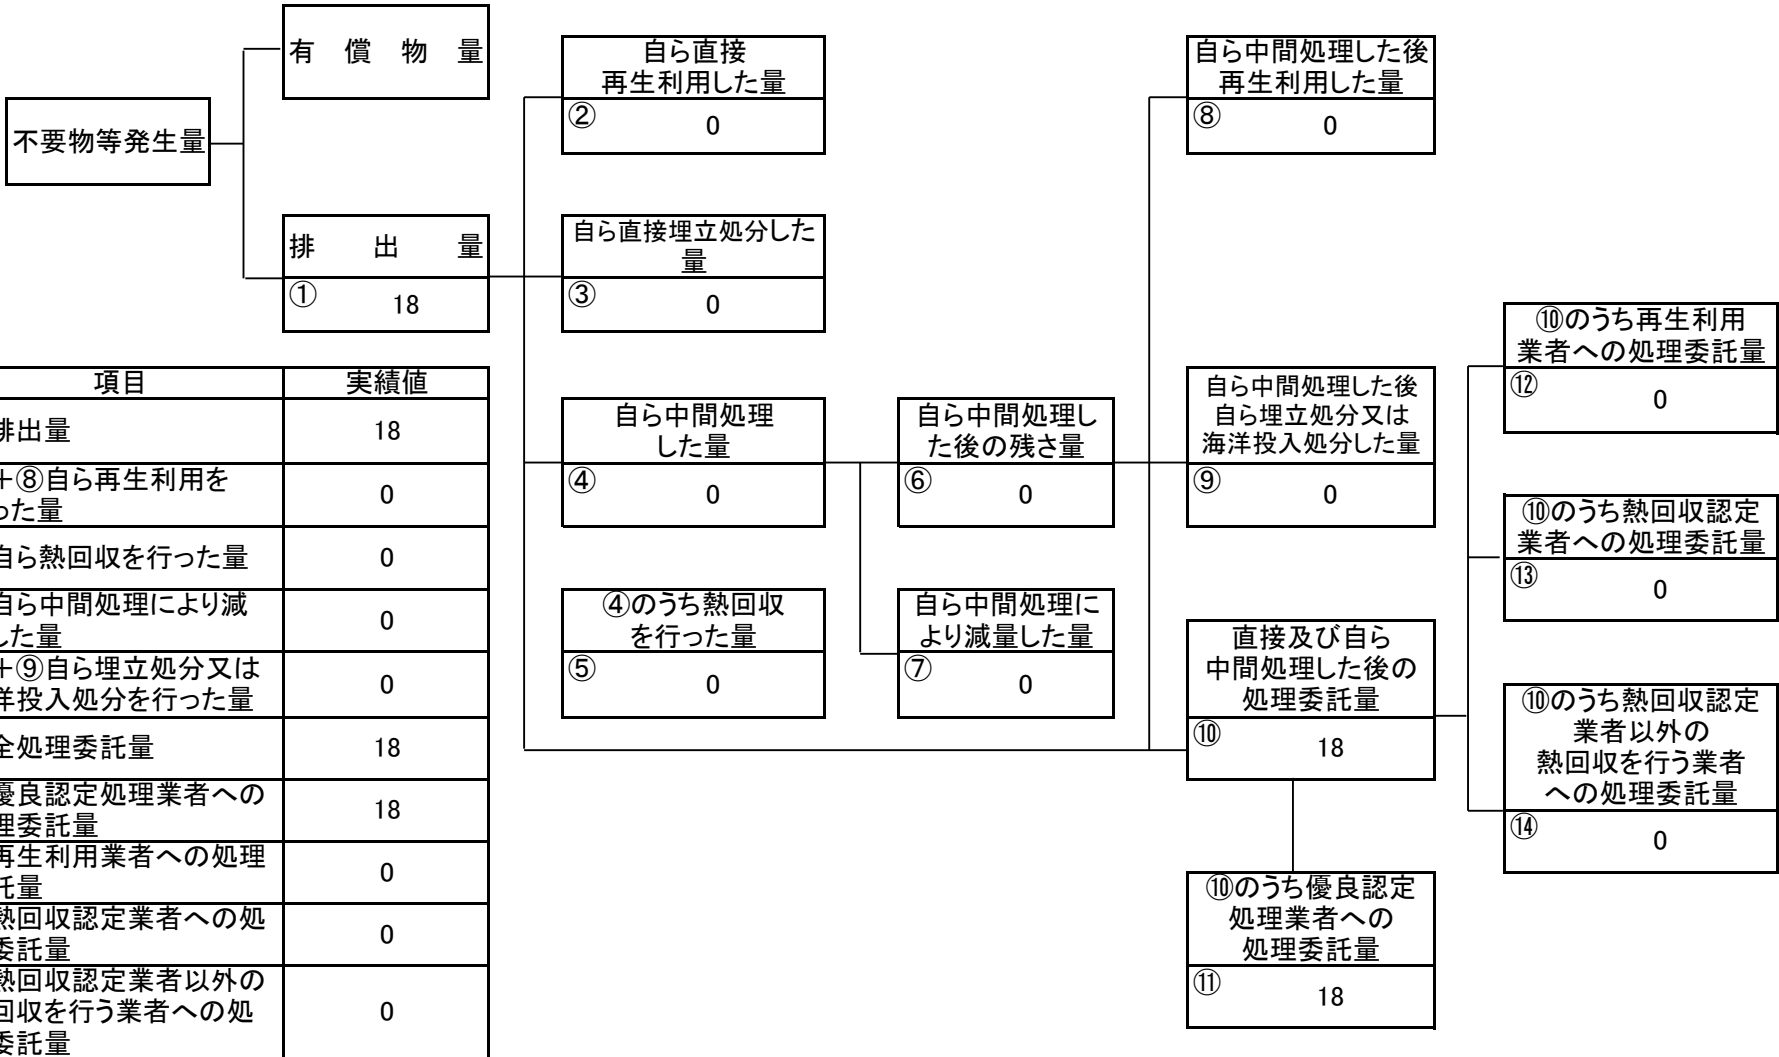 有　償　物　量
不要物等発生量
排　出　量
① 18
自ら直接
再生利用した量
② 0
自ら直接埋立処分した
量
③ 0
自ら中間処理
した量
④ 0
④のうち熱回収
を行った量
⑤ 0
自ら中間処理し
た後の残さ量
⑥ 0
自ら中間処理に
より減量した量
⑦ 0
自ら中間処理した後
再生利用した量
⑧ 0
自ら中間処理した後
自ら埋立処分又は
海洋投入処分した量
⑨ 0
直接及び自ら
中間処理した後の
処理委託量
⑩ 18
⑩のうち優良認定
処理業者への
処理委託量
⑪ 18
⑩のうち再生利用
業者への処理委託量
⑫ 0
⑩のうち熱回収認定
業者への処理委託量
⑬ 0
⑩のうち熱回収認定
業者以外の
熱回収を行う業者
への処理委託量
⑭ 0
項目 実績値
排出量 18
＋⑧自ら再生利用を
った量 0
自ら熱回収を行った量 0
自ら中間処理により減
した量 0
＋⑨自ら埋立処分又は
洋投入処分を行った量 0
全処理委託量 18
優良認定処理業者への
理委託量 18
再生利用業者への処理
託量 0
熱回収認定業者への処
委託量 0
熱回収認定業者以外の
回収を行う業者への処
委託量 0